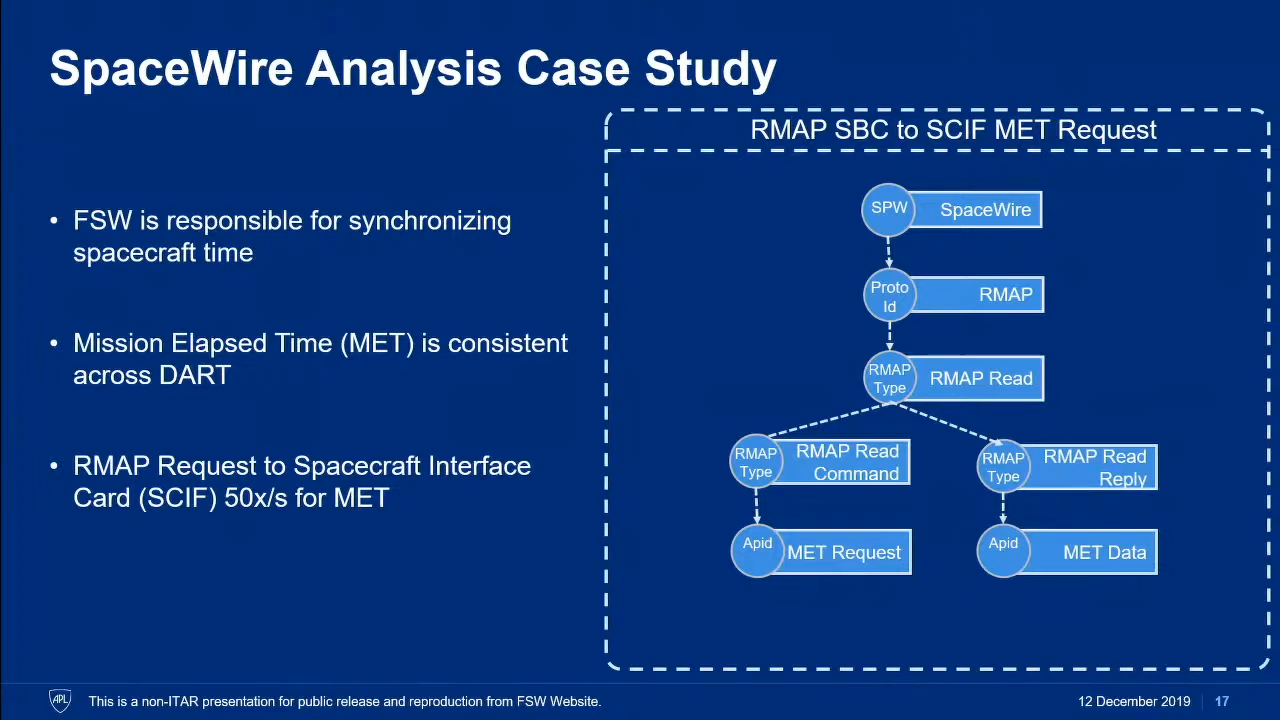 SpaceWire Analysis Case Study
• FSW is responsible for synchronizing
spacecraft time
• Mission Elapsed Time (MET) is consistent
across DART
• RMAP Request to Spacecraft Interface
Card (SCIF) 50x/s for MET
RMAP SBC to SCIF MET Request
SPW
SpaceWire
Proto
Id
RMAP
RMAP
Type
RMAP Read
RMAP
Type
RMAP Read
Command
RMAP
Type
RMAP Read
Reply
Apid
MET Request
Apid
MET Data
APL
This is a non-ITAR presentation for public release and reproduction from FSW Website.
12 December 2019
17